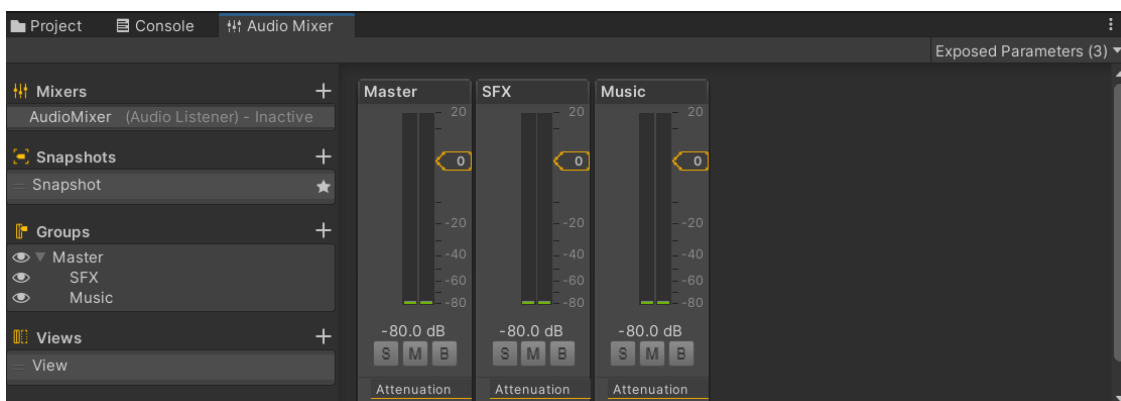 Project Console Audio Mixer
Exposed Parameters (3)
Mixers
AudioMixer (Audio Listener) - Inactive
Snapshots
Snapshot
Groups
Master
SFX
Music
Views
View
Master
20
0
-20
-40
-60
-80
-80.0 dB
S M B
Attenuation
SFX
20
0
-20
-40
-60
-80
-80.0 dB
S M B
Attenuation
Music
20
0
-20
-40
-60
-80
-80.0 dB
S M B
Attenuation